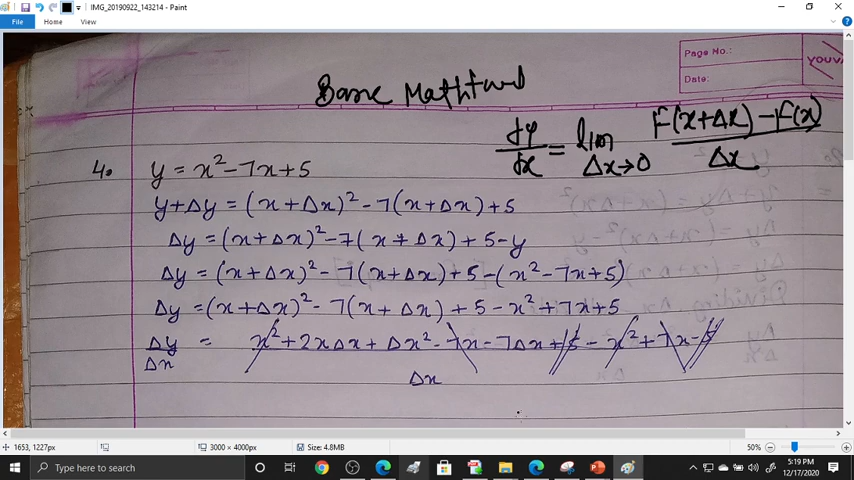 IMG_20190922_143214 - Paint
File Home View
Page No.:
YOUVA
Date:
Basic Maths
dy/dx = lim Δx→0 F(x+Δx) - F(x) / Δx
4. y = x² - 7x + 5
y + Δy = (x + Δx)² - 7(x + Δx) + 5
Δy = (x + Δx)² - 7(x + Δx) + 5 - y
Δy = (x + Δx)² - 7(x + Δx) + 5 - (x² - 7x + 5)
Δy = (x + Δx)² - 7(x + Δx) + 5 - x² + 7x + 5
Δy/Δx = x² + 2xΔx + Δx² - 7x - 7Δx + 5 - x² + 7x - 5
Δx
1653, 1227px 3000 × 4000px Size: 4.8MB 50%
Type here to search
5:19 PM
12/17/2020